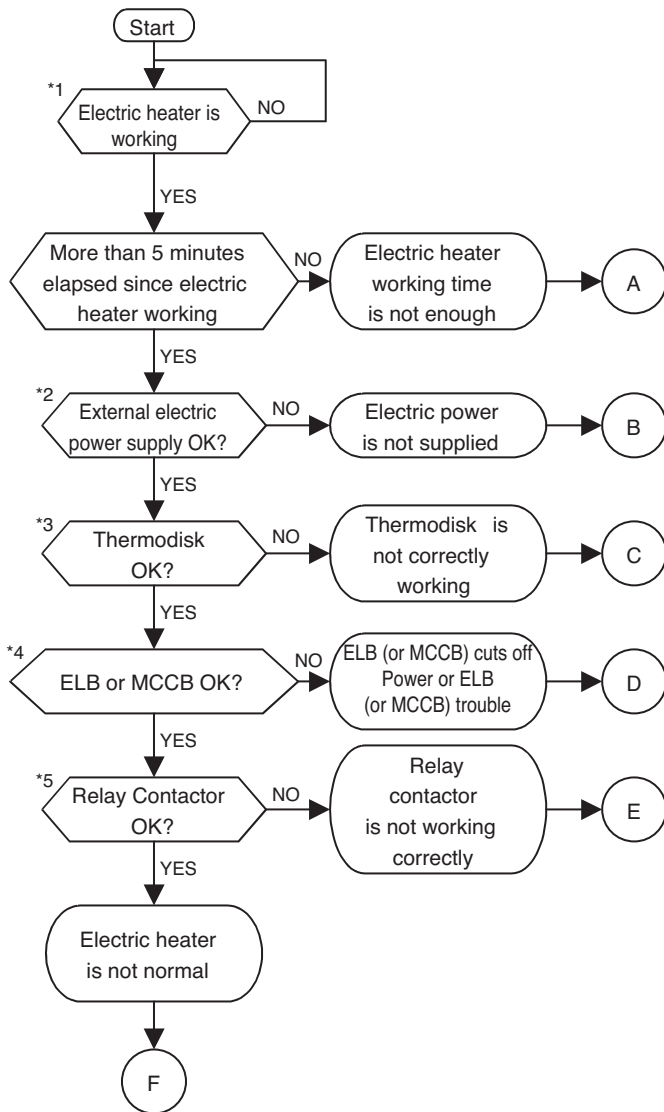 Start
*1
Electric heater is
working
NO
YES
More than 5 minutes
elapsed since electric
heater working
NO
Electric heater
working time
is not enough
A
YES
*2
External electric
power supply OK?
NO
Electric power
is not supplied
B
YES
*3
Thermodisk
OK?
NO
Thermodisk is
not correctly
working
C
YES
*4
ELB or MCCB OK?
NO
ELB (or MCCB) cuts off
Power or ELB
(or MCCB) trouble
D
YES
*5
Relay Contactor
OK?
NO
Relay
contactor
is not working
correctly
E
YES
Electric heater
is not normal
F